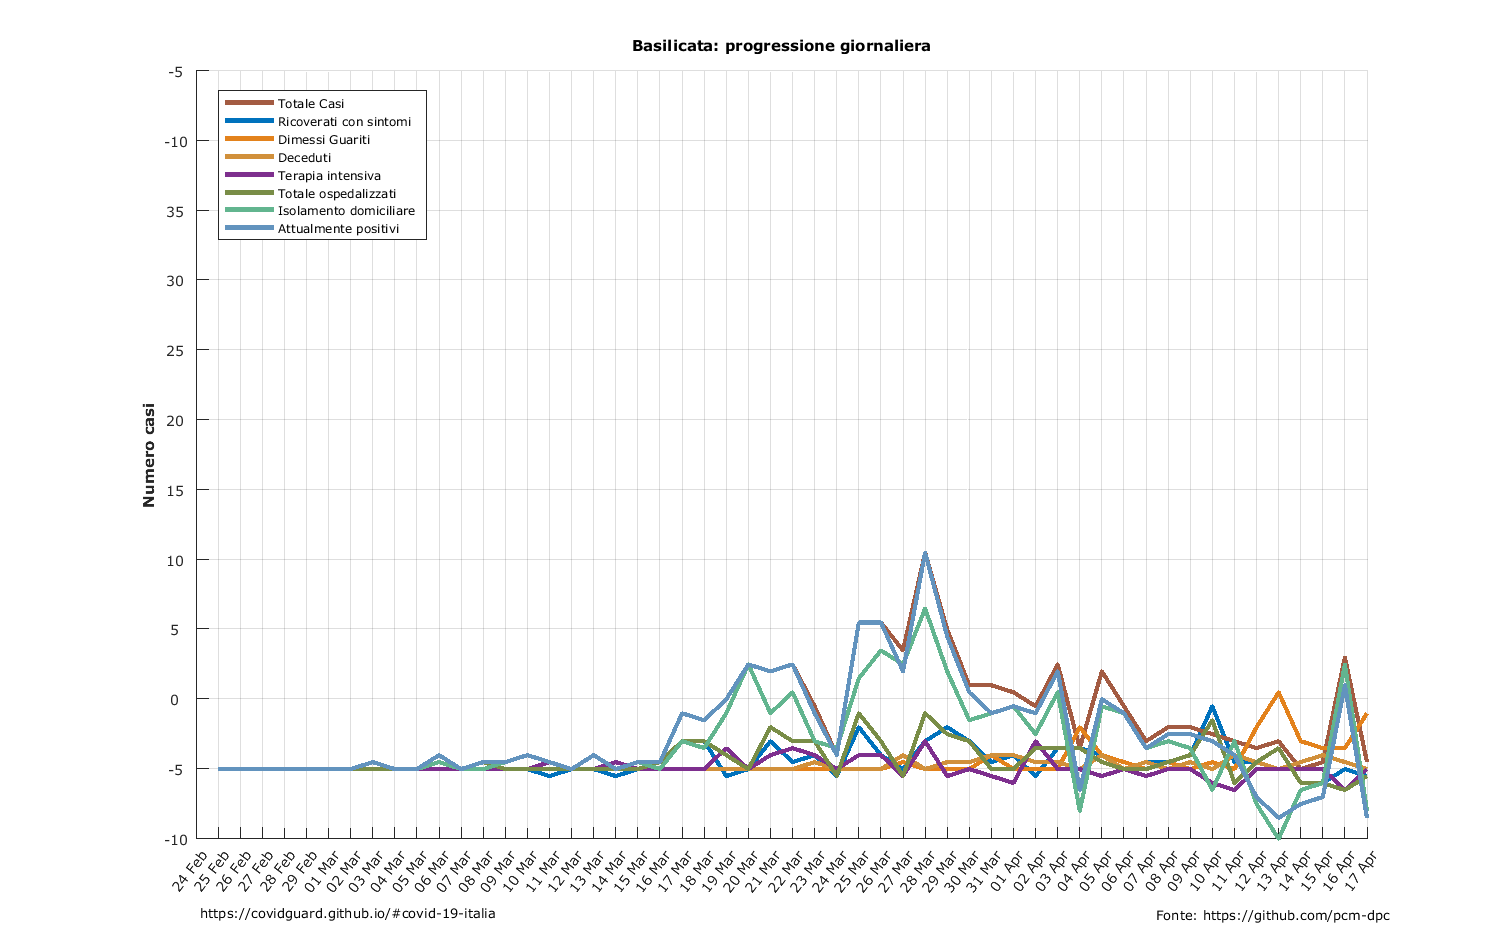 Basilicata: progressione giornaliera
-5
-10
35
30
25
20
15
10
5
0
-5
-10
Numero casi
Totale Casi
Ricoverati con sintomi
Dimessi Guariti
Deceduti
Terapia intensiva
Totale ospedalizzati
Isolamento domiciliare
Attualmente positivi
24 Feb
25 Feb
26 Feb
27 Feb
28 Feb
29 Feb
01 Mar
02 Mar
03 Mar
04 Mar
05 Mar
06 Mar
07 Mar
08 Mar
09 Mar
10 Mar
11 Mar
12 Mar
13 Mar
14 Mar
15 Mar
16 Mar
17 Mar
18 Mar
19 Mar
20 Mar
21 Mar
22 Mar
23 Mar
24 Mar
25 Mar
26 Mar
27 Mar
28 Mar
29 Mar
30 Mar
31 Mar
01 Apr
02 Apr
03 Apr
04 Apr
05 Apr
06 Apr
07 Apr
08 Apr
09 Apr
10 Apr
11 Apr
12 Apr
13 Apr
14 Apr
15 Apr
16 Apr
17 Apr
https://covidguard.github.io/#covid-19-italia
Fonte: https://github.com/pcm-dpc